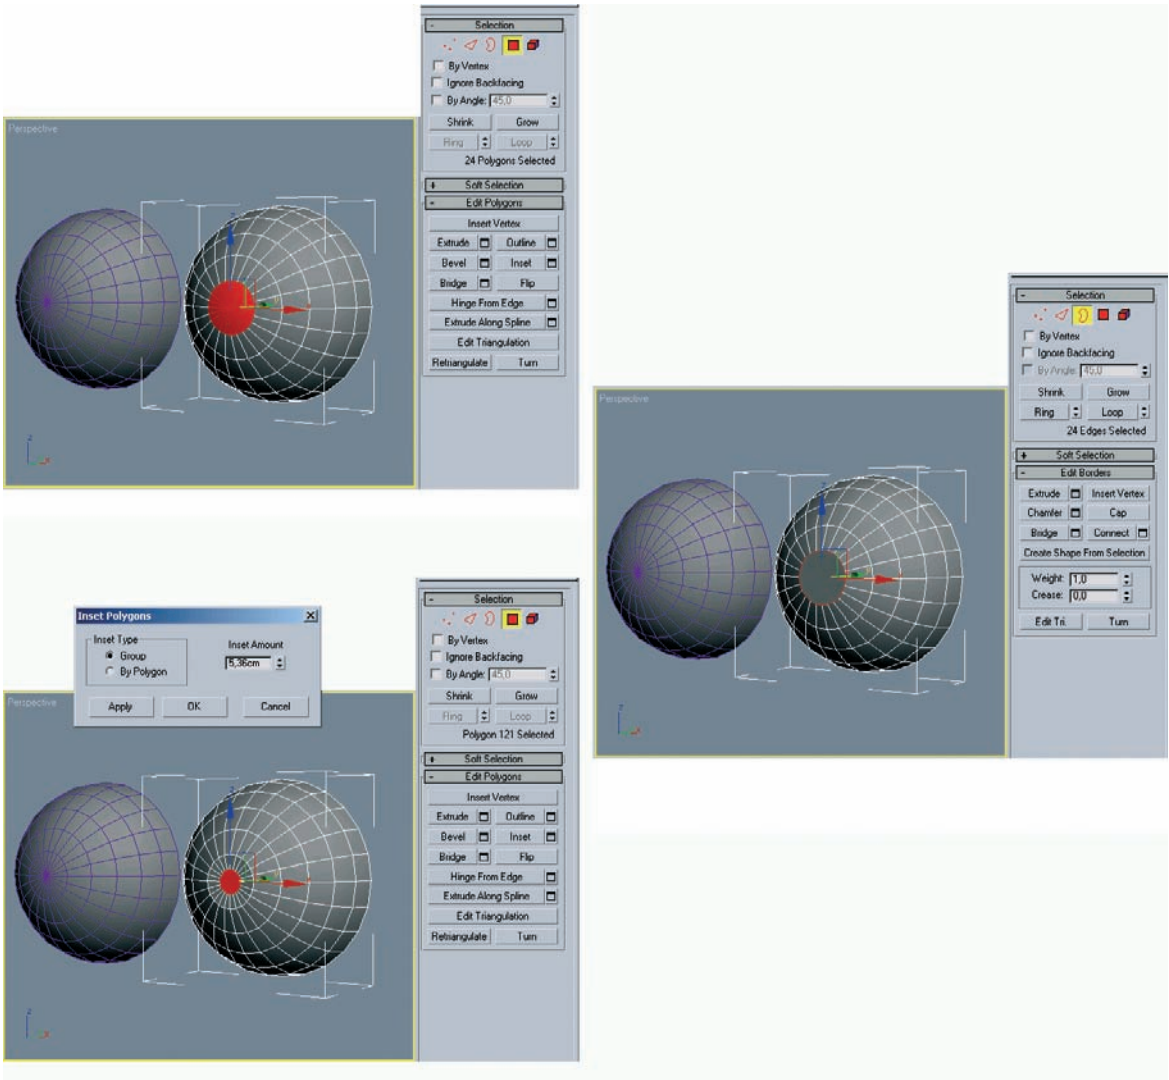 Selection
By Vertex
Ignore Backfacing
By Angle: 45,0
Shrink Grow
Ring Loop
24 Polygons Selected
Soft Selection
Edit Polygons
Insert Vertex
Extrude Outline
Bevel Inset
Bridge Flip
Hinge From Edge
Extrude Along Spline
Edit Triangulation
Retriangulate Turn
Perspective
z
x
z
x
Selection
By Vertex
Ignore Backfacing
By Angle: 45,0
Shrink Grow
Ring Loop
24 Edges Selected
Soft Selection
Edit Borders
Extrude Insert Vertex
Chamfer Cap
Bridge Connect
Create Shape From Selection
Weight: 1,0
Crease: 0,0
Edit Tri. Turn
Perspective
z
x
z
x
Inset Polygons
Inset Type
Group
By Polygon
Inset Amount
5,36cm
Apply OK Cancel
Selection
By Vertex
Ignore Backfacing
By Angle: 45,0
Shrink Grow
Ring Loop
Polygon 121 Selected
Soft Selection
Edit Polygons
Insert Vertex
Extrude Outline
Bevel Inset
Bridge Flip
Hinge From Edge
Extrude Along Spline
Edit Triangulation
Retriangulate Turn
Perspective
z
x
z
x